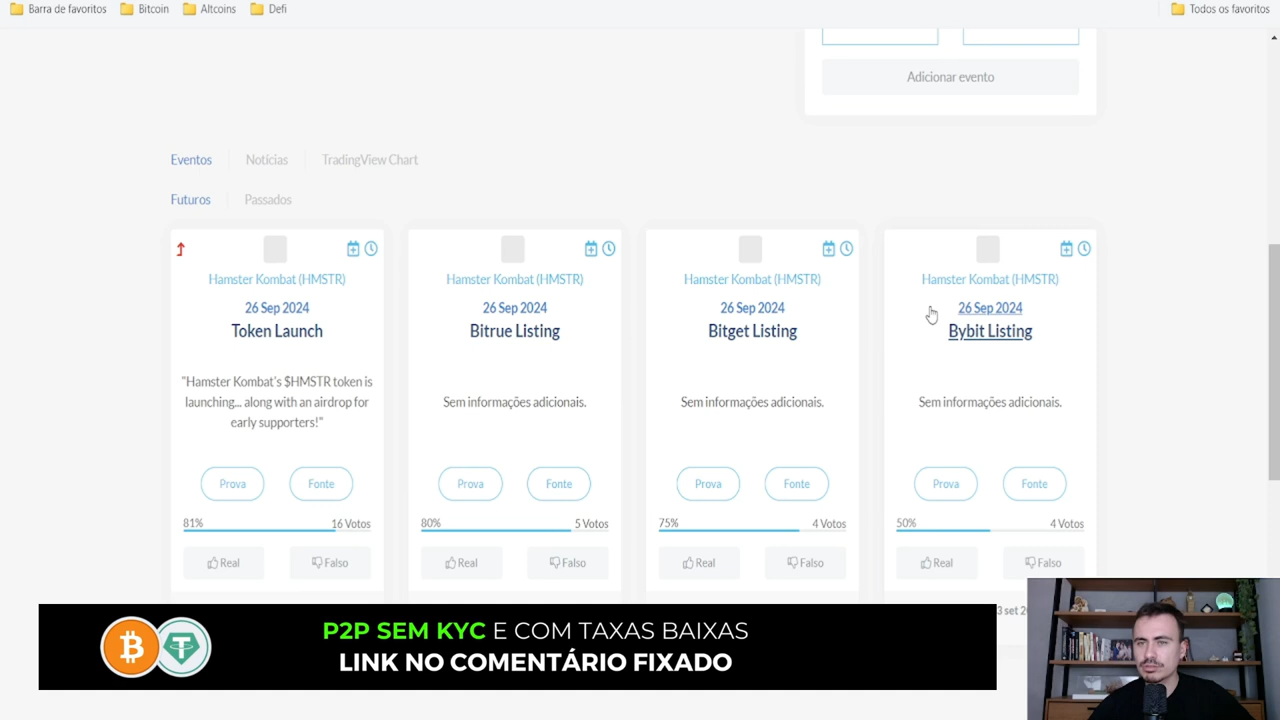 Barra de favoritos
Bitcoin
Altcoins
Defi
Todos os favoritos
Adicionar evento
Eventos
Notícias
TradingView Chart
Futuros
Passados
Hamster Kombat (HMSTR)
26 Sep 2024
Token Launch
"Hamster Kombat's $HMSTR token is
launching... along with an airdrop for
early supporters!"
Prova
Fonte
81%
16 Votos
Real
Falso
Hamster Kombat (HMSTR)
26 Sep 2024
Bitrue Listing
Sem informações adicionais.
Prova
Fonte
80%
5 Votos
Real
Falso
Hamster Kombat (HMSTR)
26 Sep 2024
Bitget Listing
Sem informações adicionais.
Prova
Fonte
75%
4 Votos
Real
Falso
Hamster Kombat (HMSTR)
26 Sep 2024
Bybit Listing
Sem informações adicionais.
Prova
Fonte
50%
4 Votos
Real
Falso
P2P SEM KYC E COM TAXAS BAIXAS
LINK NO COMENTÁRIO FIXADO